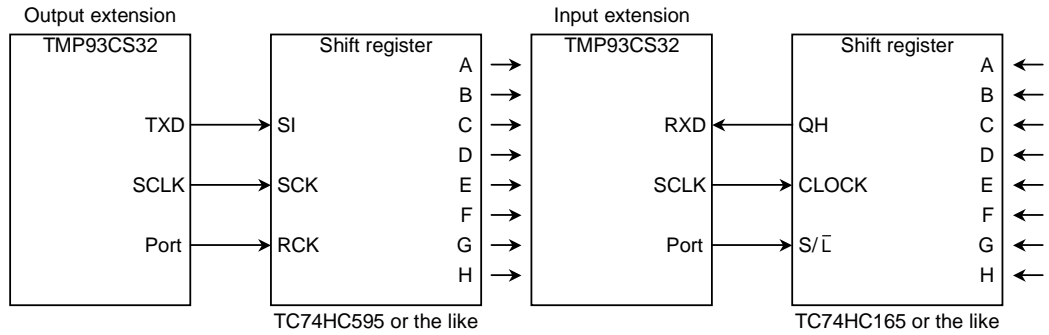 Output extension
Input extension
TMP93CS32
Shift register
TMP93CS32
Shift register
A
A
B
B
TXD
SI
C
RXD
QH
C
D
D
SCLK
SCK
E
SCLK
CLOCK
E
F
F
Port
RCK
G
Port
S/L̅
G
H
H
TC74HC595 or the like
TC74HC165 or the like